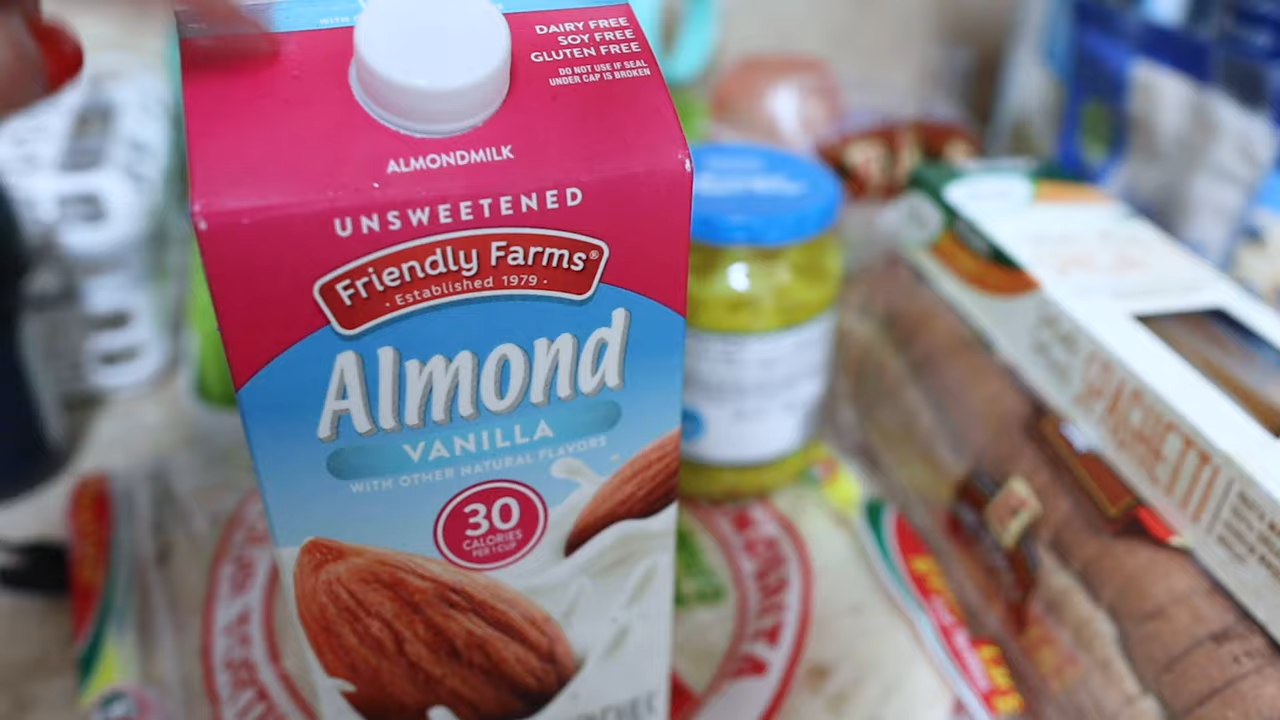 DAIRY FREE
SOY FREE
GLUTEN FREE
DO NOT USE IF SEAL
UNDER CAP IS BROKEN
ALMONDMILK
UNSWEETENED
Friendly Farms®
· Established 1979 ·
Almond
VANILLA
WITH OTHER NATURAL FLAVORS
30
CALORIES
PER 1 CUP
SPAGHETTI